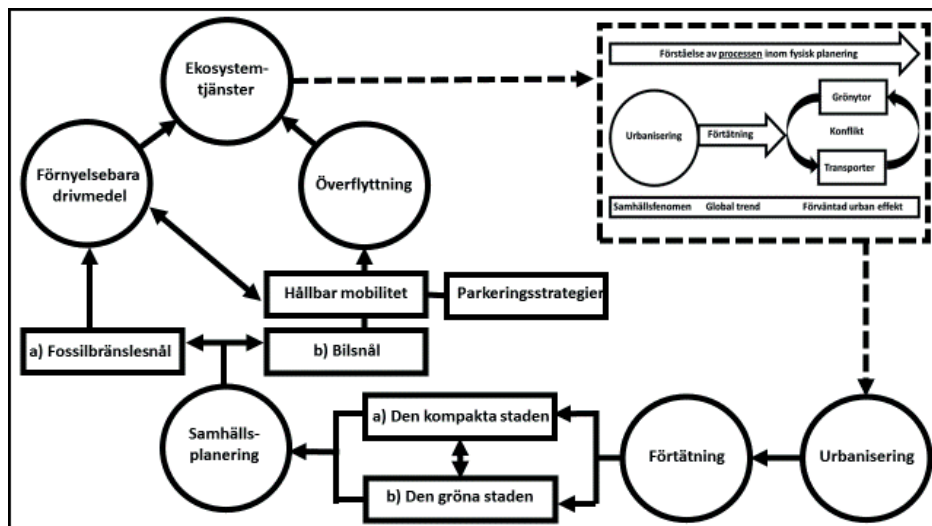 Ekosystem-
tjänster
Förnyelsebara
drivmedel
Överflyttning
Hållbar mobilitet
Parkeringsstrategier
a) Fossilbränslesnål
b) Bilsnål
Samhälls-
planering
a) Den kompakta staden
b) Den gröna staden
Förtätning
Urbanisering
Förståelse av processen inom fysisk planering
Urbanisering
Förtätning
Grönytor
Konflikt
Transporter
Samhällsfenomen
Global trend
Förväntad urban effekt